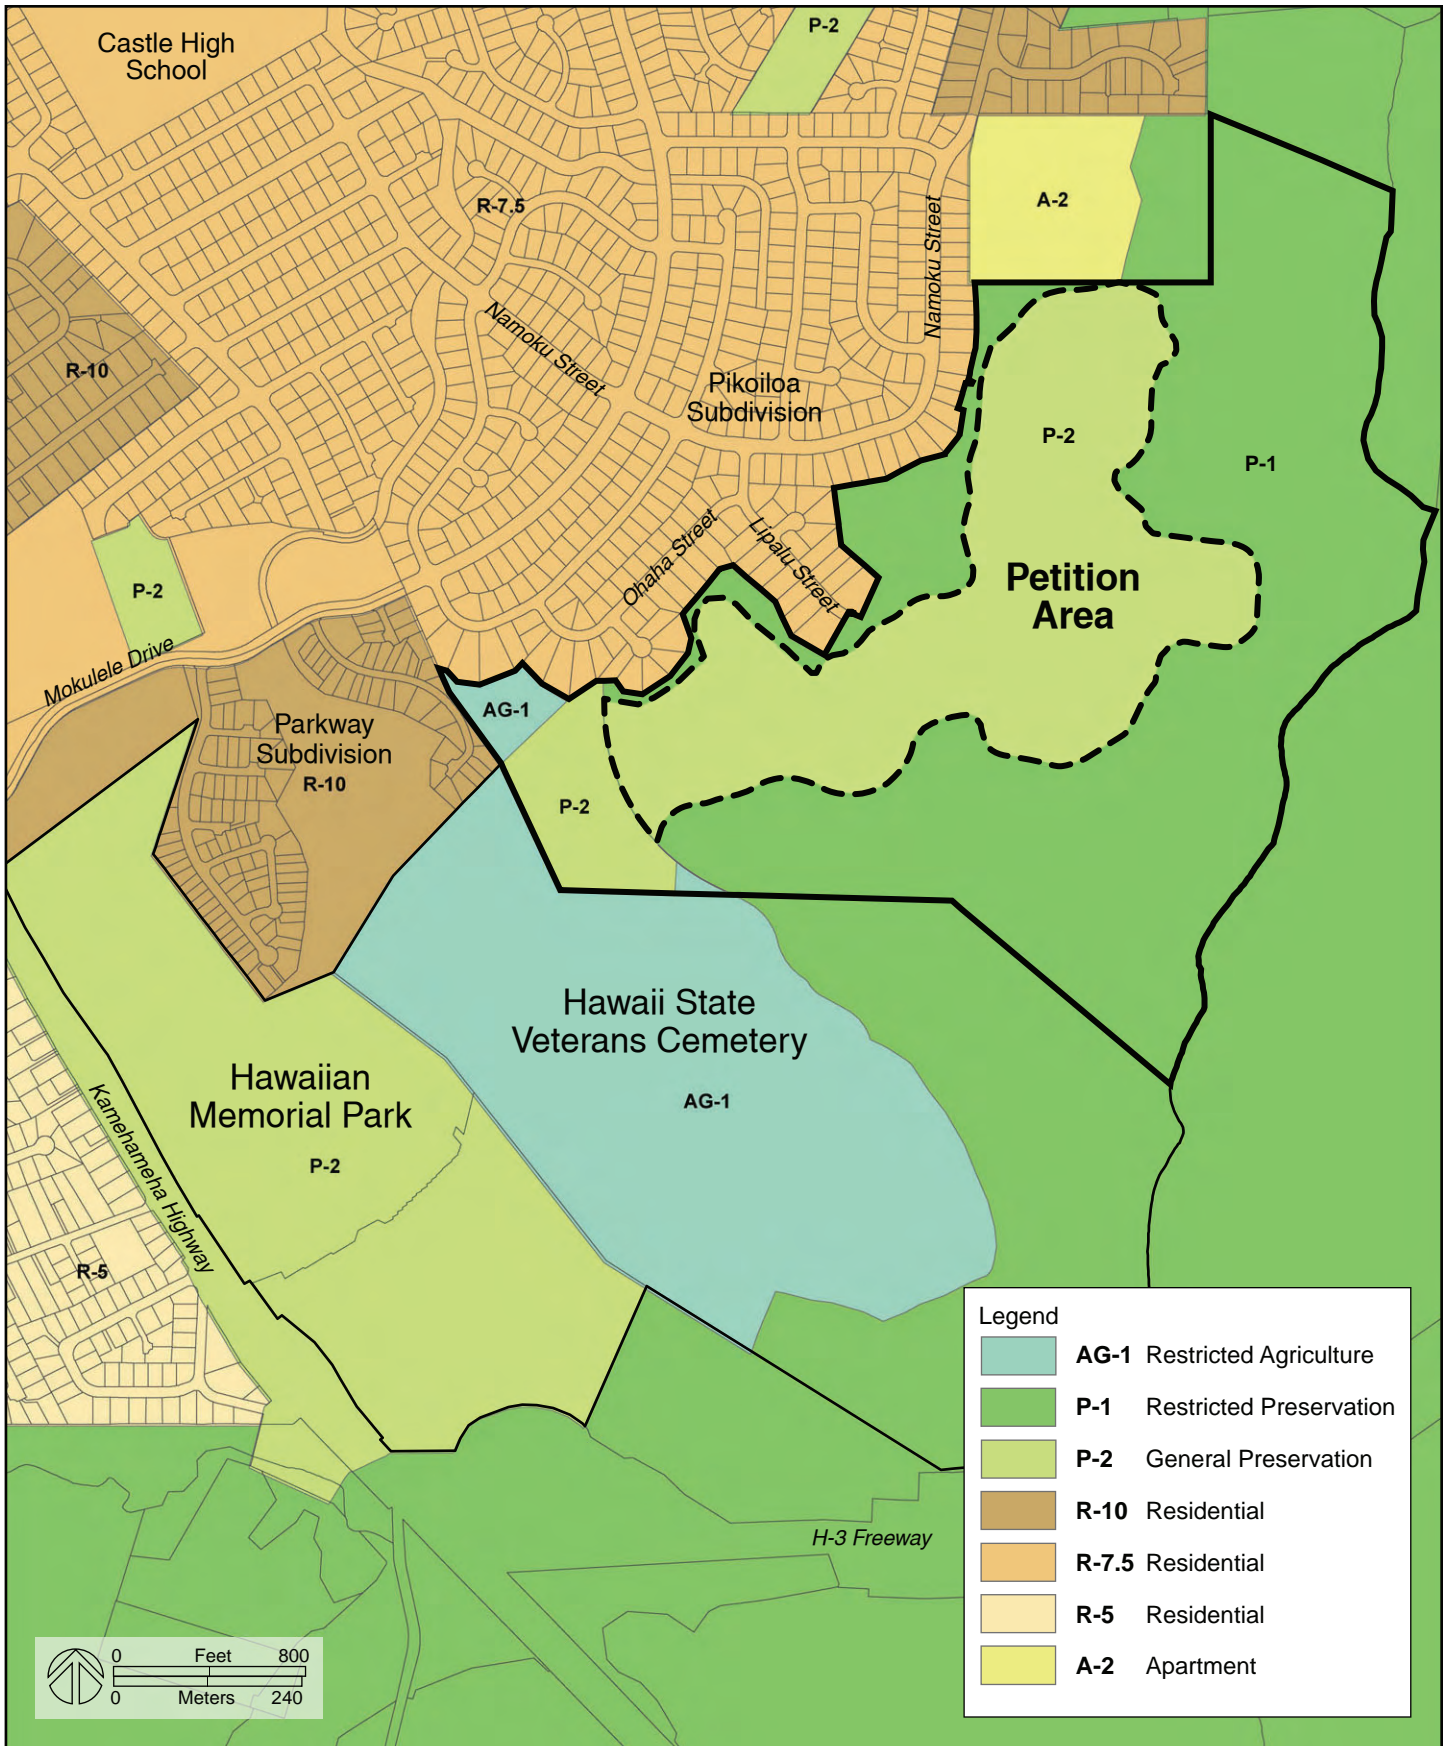 Castle High
School
P-2
A-2
R-7.5
Namoku Street
R-10
Namoku Street
Pikoiloa
Subdivision
P-2
P-1
Ohaha Street
Lipalu Street
Petition
Area
P-2
Mokulele Drive
AG-1
Parkway
Subdivision
R-10
P-2
Hawaii State
Veterans Cemetery
AG-1
Hawaiian
Memorial Park
P-2
Kamehameha Highway
R-5
H-3 Freeway
Legend
AG-1 Restricted Agriculture
P-1 Restricted Preservation
P-2 General Preservation
R-10 Residential
R-7.5 Residential
R-5 Residential
A-2 Apartment
0 Feet 800
0 Meters 240